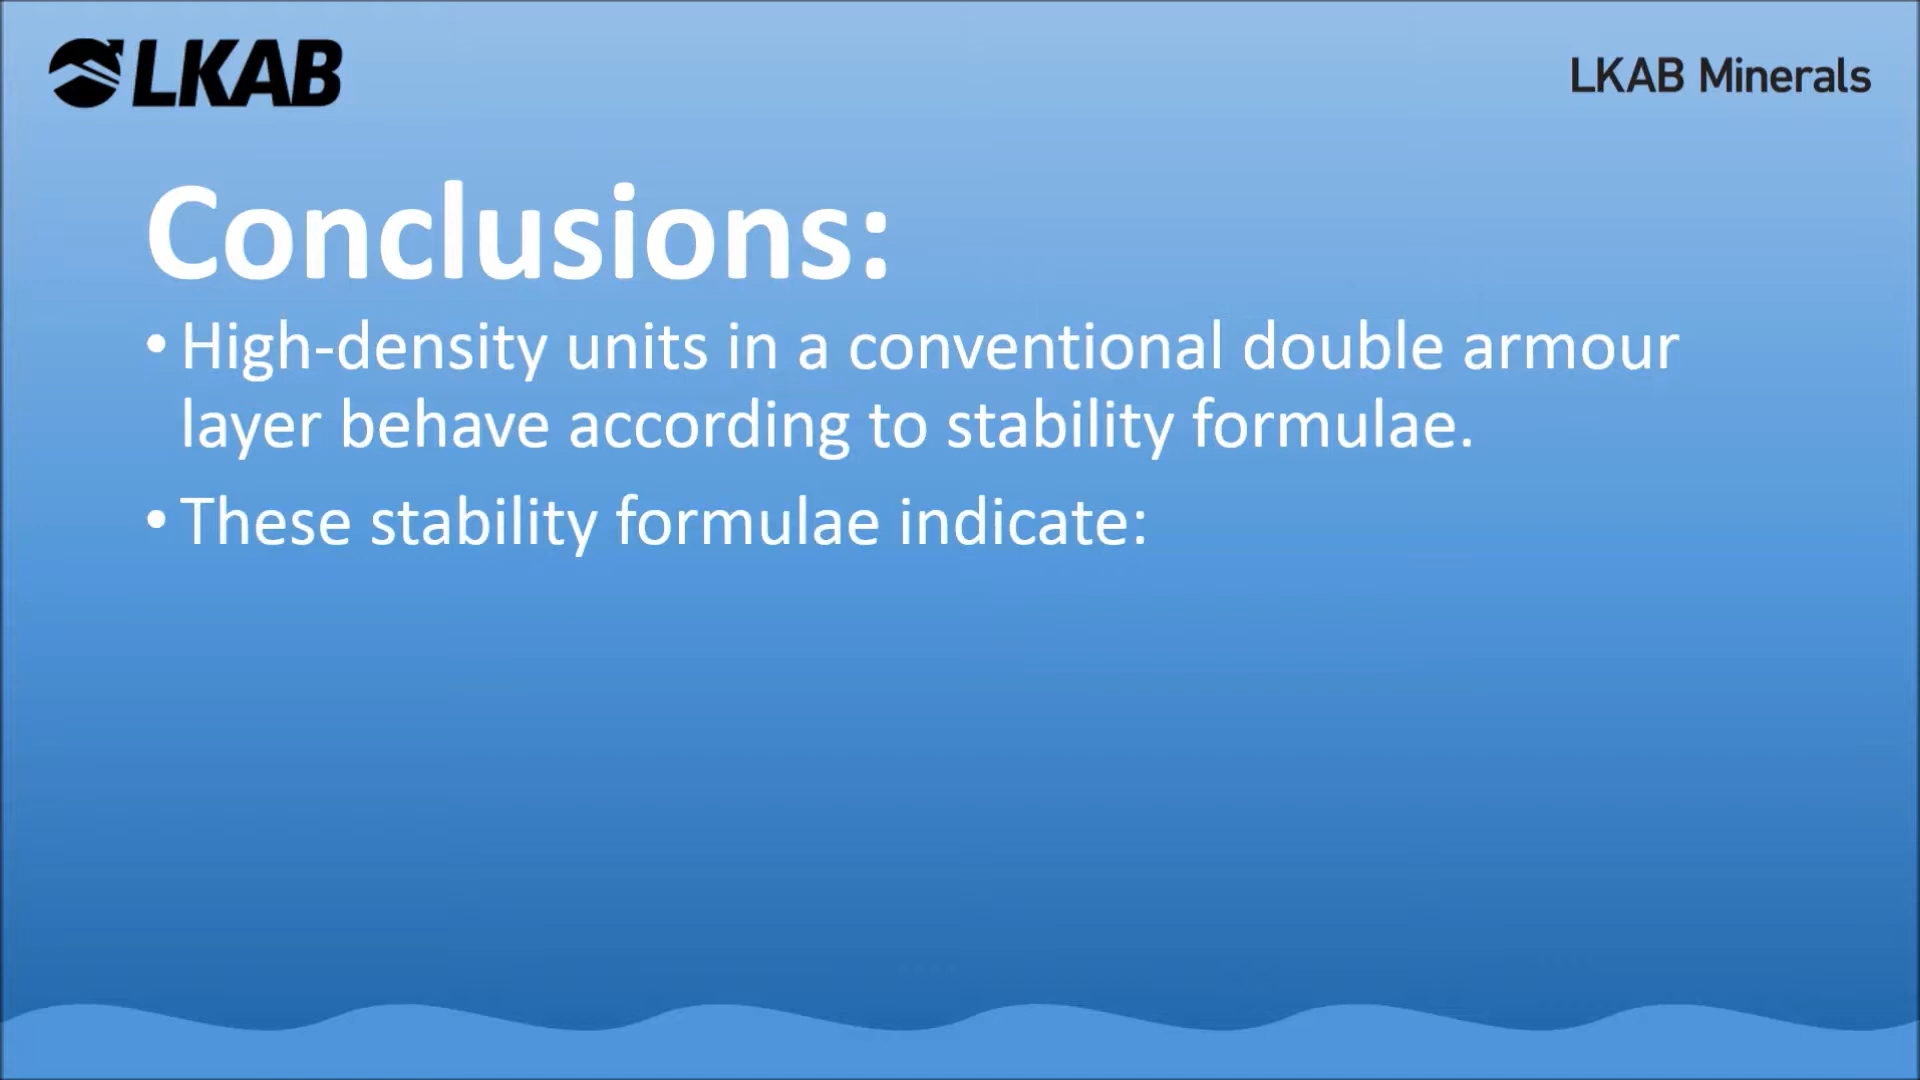 LKAB
LKAB Minerals
Conclusions:
• High-density units in a conventional double armour
layer behave according to stability formulae.
• These stability formulae indicate: